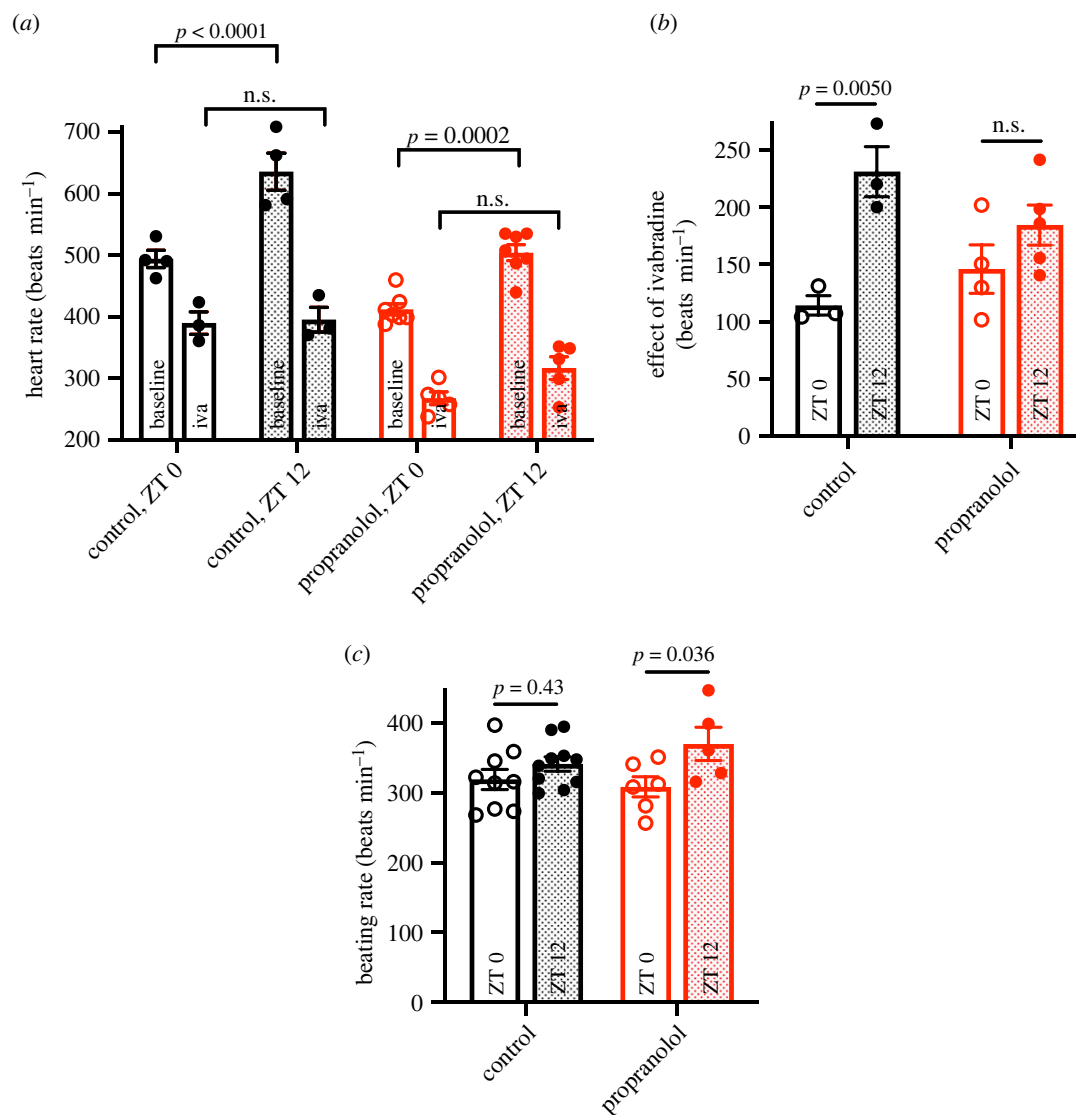 (a)
p < 0.0001
n.s.
p = 0.0002
n.s.
heart rate (beats min⁻¹)
700
600
500
400
300
200
baseline
iva
baseline
iva
baseline
iva
baseline
iva
control, ZT 0
control, ZT 12
propranolol, ZT 0
propranolol, ZT 12
(b)
p = 0.0050
n.s.
effect of ivabradine
(beats min⁻¹)
250
200
150
100
50
0
ZT 0
ZT 12
ZT 0
ZT 12
control
propranolol
(c)
p = 0.43
p = 0.036
beating rate (beats min⁻¹)
400
300
200
100
0
ZT 0
ZT 12
ZT 0
ZT 12
control
propranolol